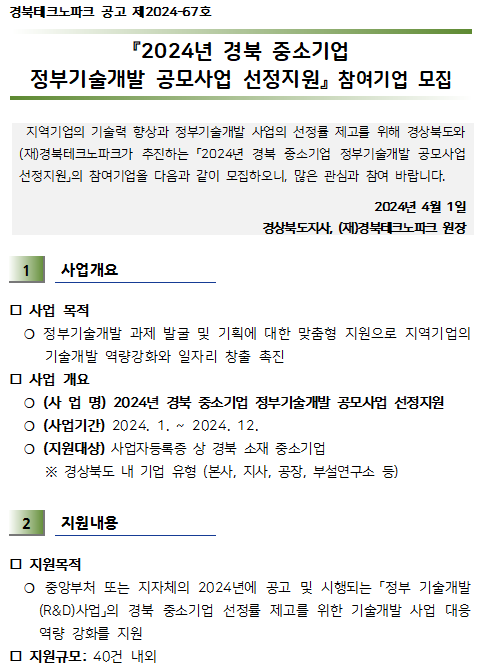 경북테크노파크 공고 제2024-67호
『2024년 경북 중소기업
정부기술개발 공모사업 선정지원』 참여기업 모집
지역기업의 기술력 향상과 정부기술개발 사업의 선정률 제고를 위해 경상북도와
(재)경북테크노파크가 추진하는 「2024년 경북 중소기업 정부기술개발 공모사업
선정지원」의 참여기업을 다음과 같이 모집하오니, 많은 관심과 참여 바랍니다.
2024년 4월 1일
경상북도지사, (재)경북테크노파크 원장
1 사업개요
□ 사업 목적
❍ 정부기술개발 과제 발굴 및 기획에 대한 맞춤형 지원으로 지역기업의
기술개발 역량강화와 일자리 창출 촉진
□ 사업 개요
❍ (사 업 명) 2024년 경북 중소기업 정부기술개발 공모사업 선정지원
❍ (사업기간) 2024. 1. ~ 2024. 12.
❍ (지원대상) 사업자등록증 상 경북 소재 중소기업
※ 경상북도 내 기업 유형 (본사, 지사, 공장, 부설연구소 등)
2 지원내용
□ 지원목적
❍ 중앙부처 또는 지자체의 2024년에 공고 및 시행되는 「정부 기술개발
(R&D)사업」의 경북 중소기업 선정률 제고를 위한 기술개발 사업 대응
역량 강화를 지원
□ 지원규모: 40건 내외